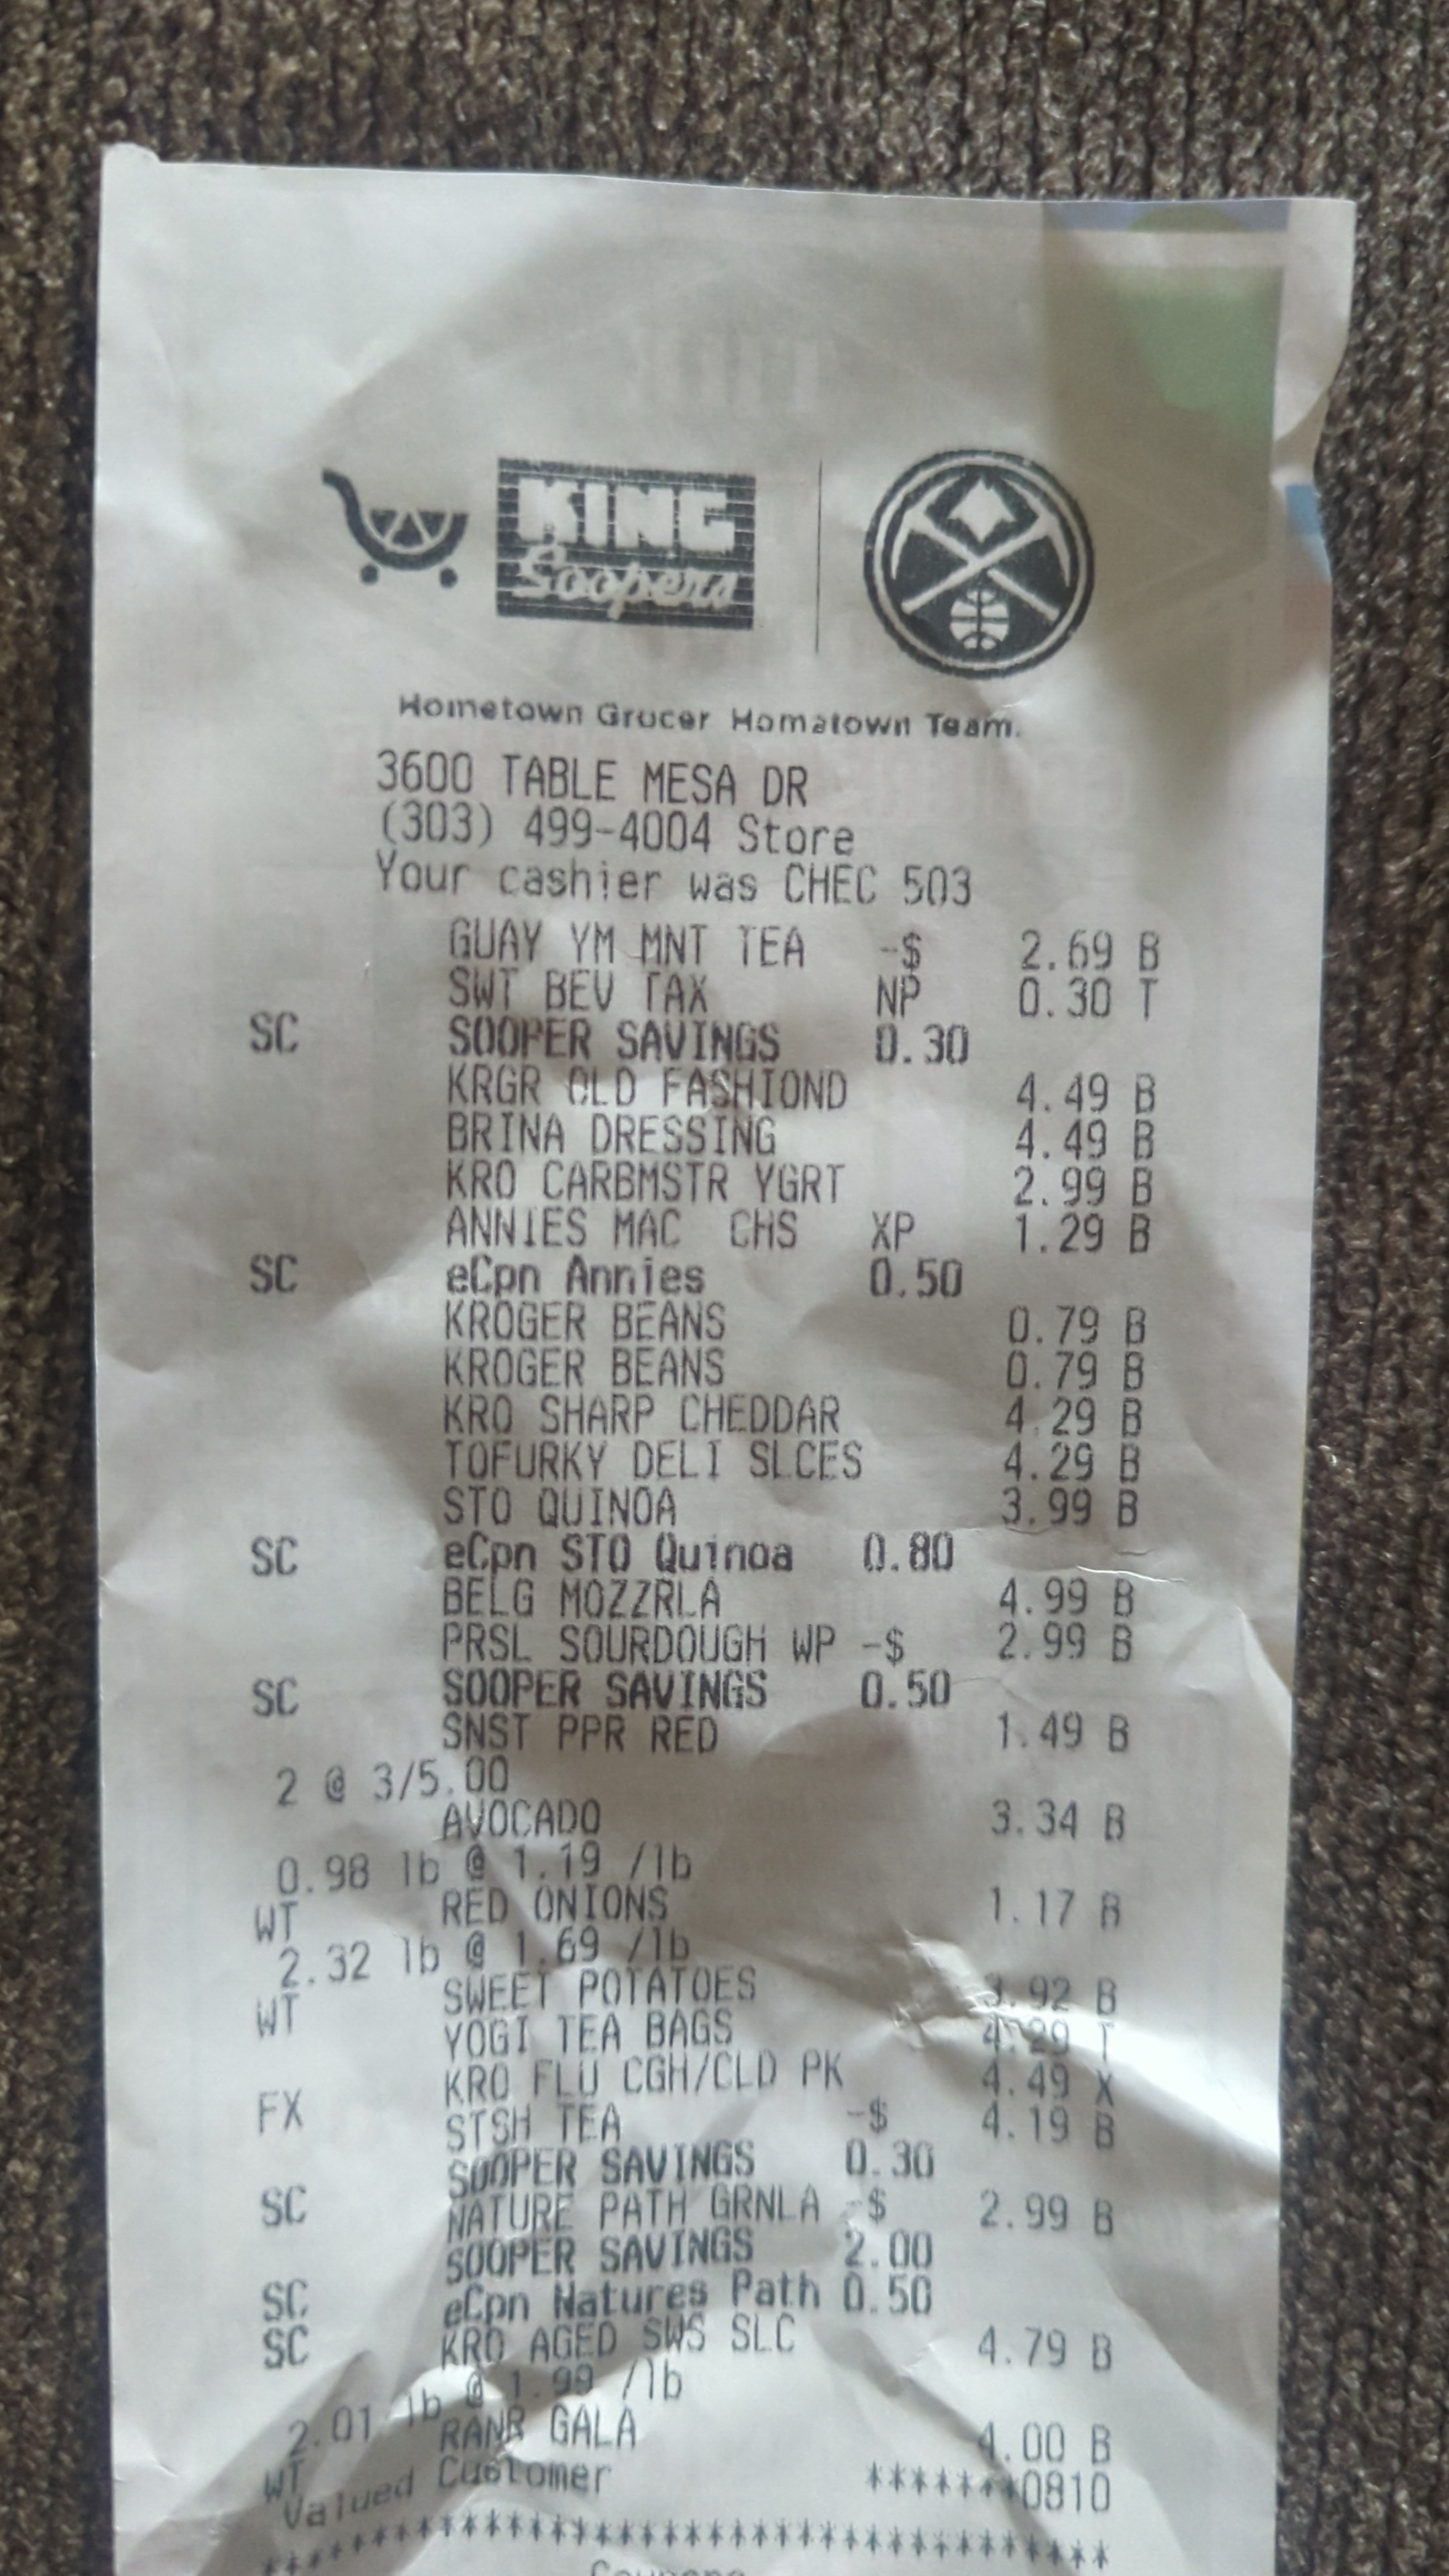 KING
Soopers
Hometown Grocer Hometown Team.
3600 TABLE MESA DR
(303) 499-4004 Store
Your cashier was CHEC 503
GUAY YM MNT TEA -$ 2.69 B
SWT BEV TAX NP 0.30 T
SC SOOPER SAVINGS 0.30
KRGR OLD FASHIOND 4.49 B
BRINA DRESSING 4.49 B
KRO CARBMSTR YGRT 2.99 B
ANNIES MAC CHS XP 1.29 B
SC eCpn Annies 0.50
KROGER BEANS 0.79 B
KROGER BEANS 0.79 B
KRO SHARP CHEDDAR 4.29 B
TOFURKY DELI SLCES 4.29 B
STO QUINOA 3.99 B
SC eCpn STO Quinoa 0.80
BELG MOZZRLA 4.99 B
PRSL SOURDOUGH WP -$ 2.99 B
SC SOOPER SAVINGS 0.50
SNST PPR RED 1.49 B
2 @ 3/5.00
AVOCADO 3.34 B
0.98 lb @ 1.19 /lb
WT RED ONIONS 1.17 B
2.32 lb @ 1.69 /lb
WT SWEET POTATOES 3.92 B
YOGI TEA BAGS 4.29 T
FX KRO FLU CGH/CLD PK 4.49 X
STSH TEA -$ 4.19 B
SC SOOPER SAVINGS 0.30
NATURE PATH GRNLA -$ 2.99 B
SC SOOPER SAVINGS 2.00
SC eCpn Natures Path 0.50
KRO AGED SWS SLC 4.79 B
2.01 lb @ 1.99 /lb
WT RANR GALA 4.00 B
Valued Customer *******0810
************************************